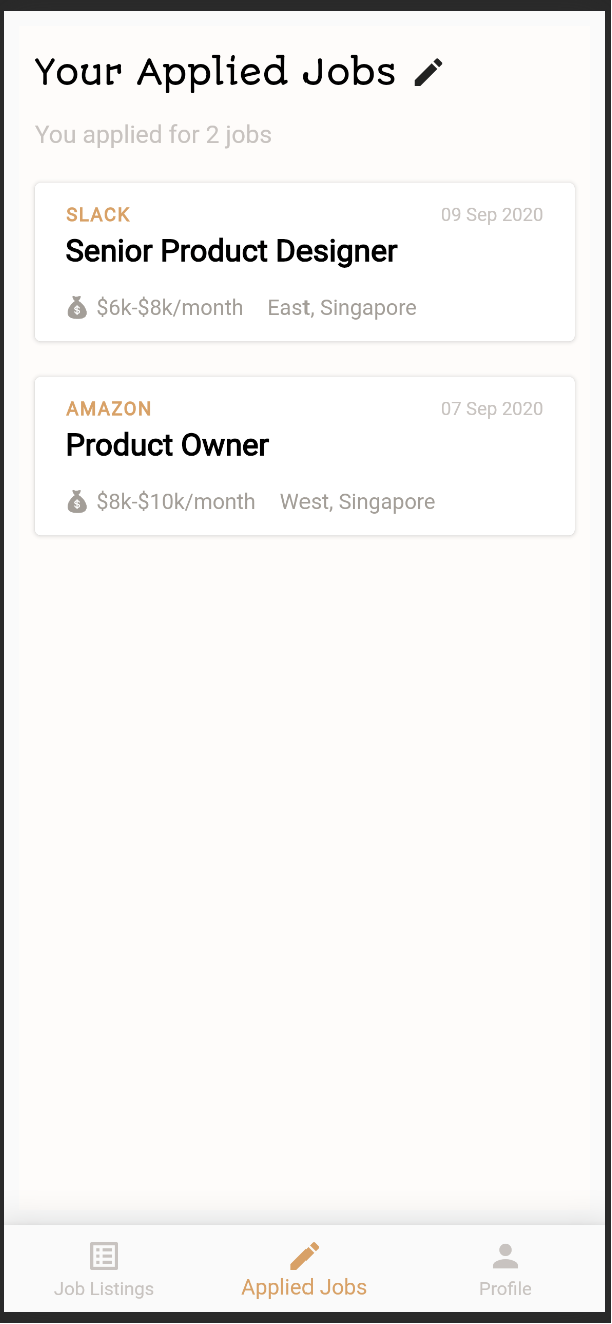 Your Applied Jobs
You applied for 2 jobs
SLACK 09 Sep 2020
Senior Product Designer
$6k-$8k/month East, Singapore
AMAZON 07 Sep 2020
Product Owner
$8k-$10k/month West, Singapore
Job Listings Applied Jobs Profile